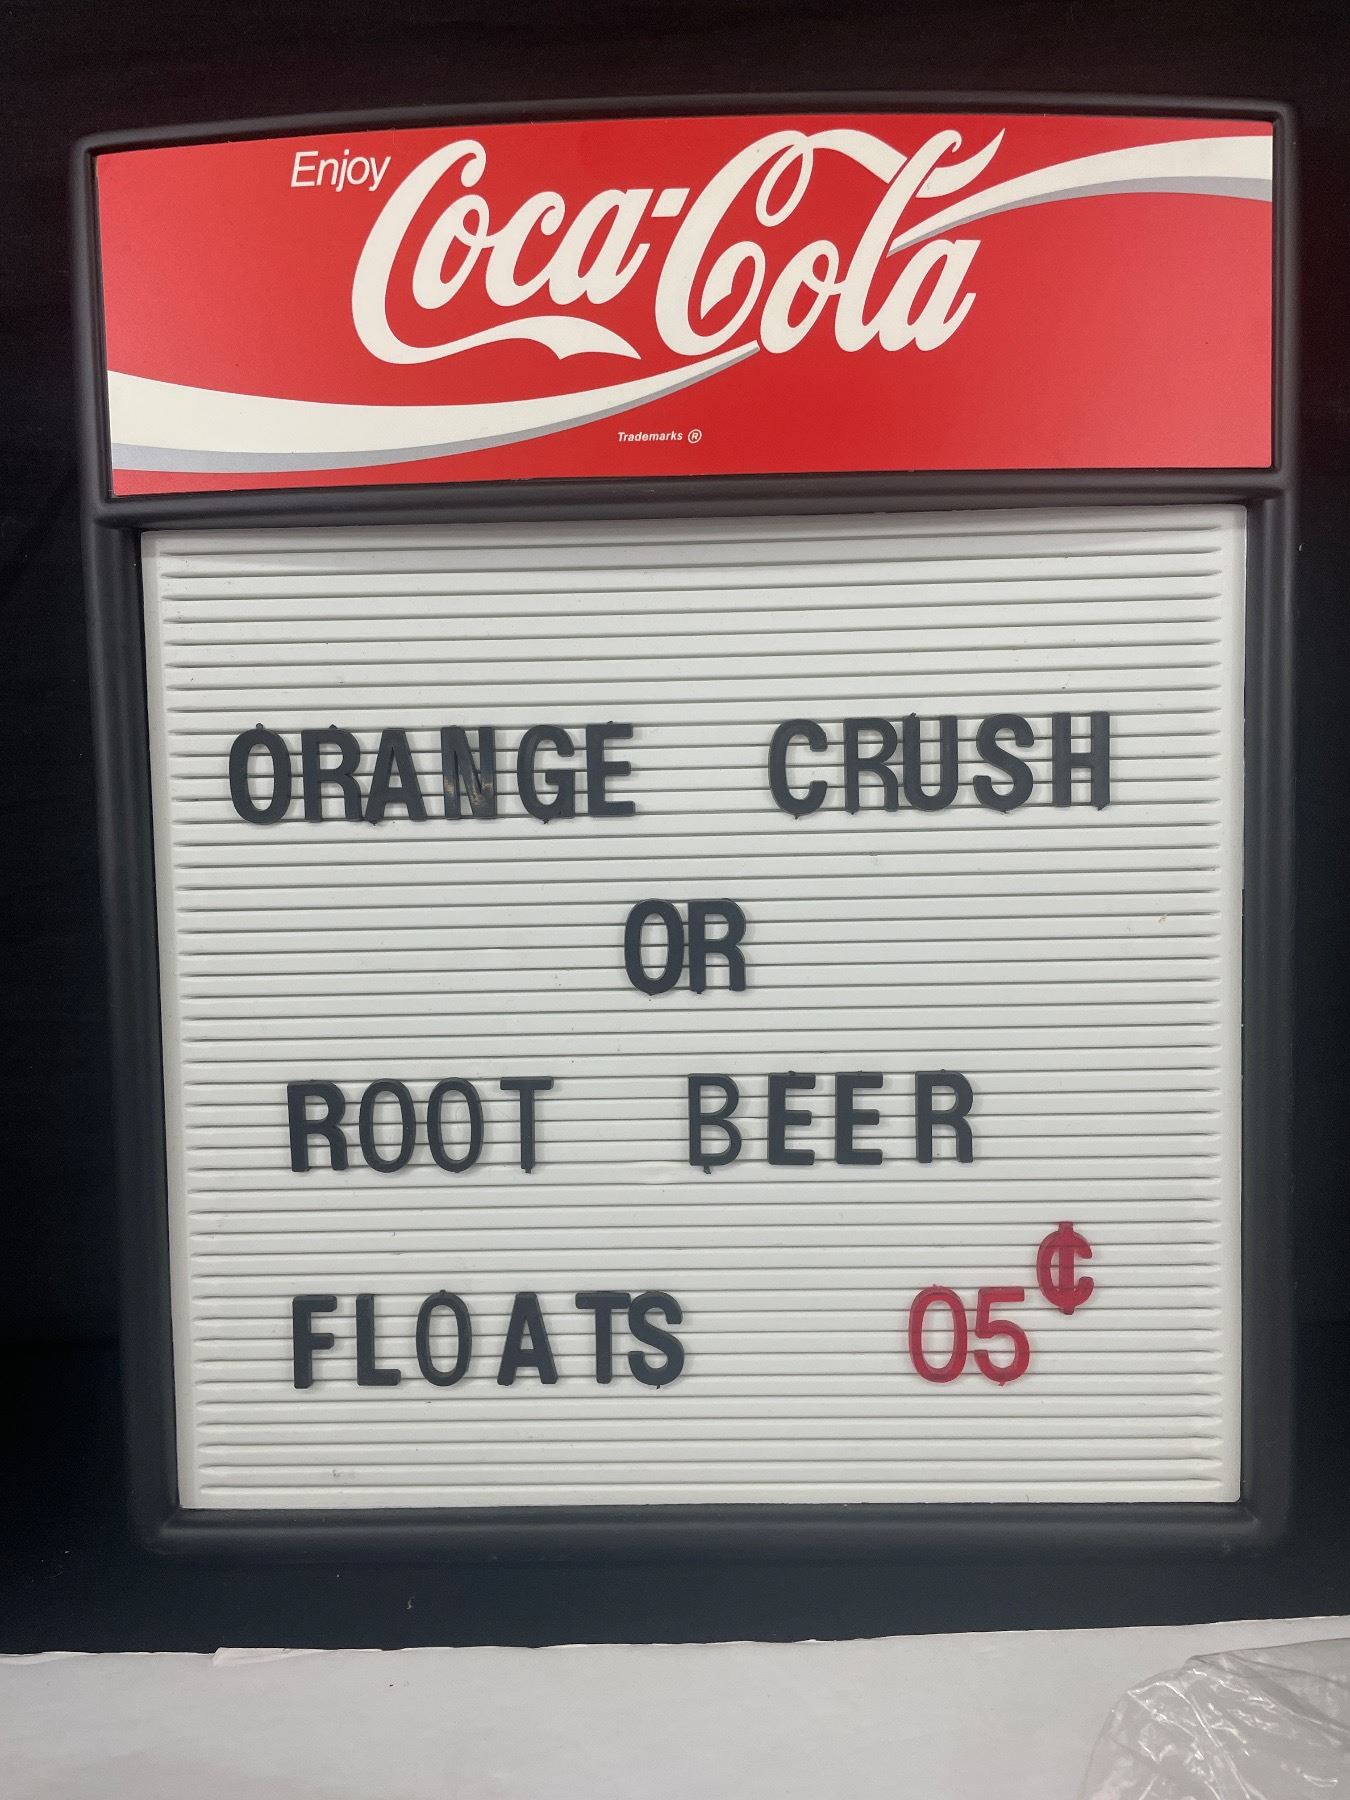 Enjoy
Coca-Cola
Trademarks ®
ORANGE CRUSH
OR
ROOT BEER
FLOATS 05¢